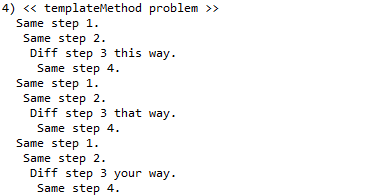 4) << templateMethod problem >>
Same step 1.
Same step 2.
Diff step 3 this way.
Same step 4.
Same step 1.
Same step 2.
Diff step 3 that way.
Same step 4.
Same step 1.
Same step 2.
Diff step 3 your way.
Same step 4.